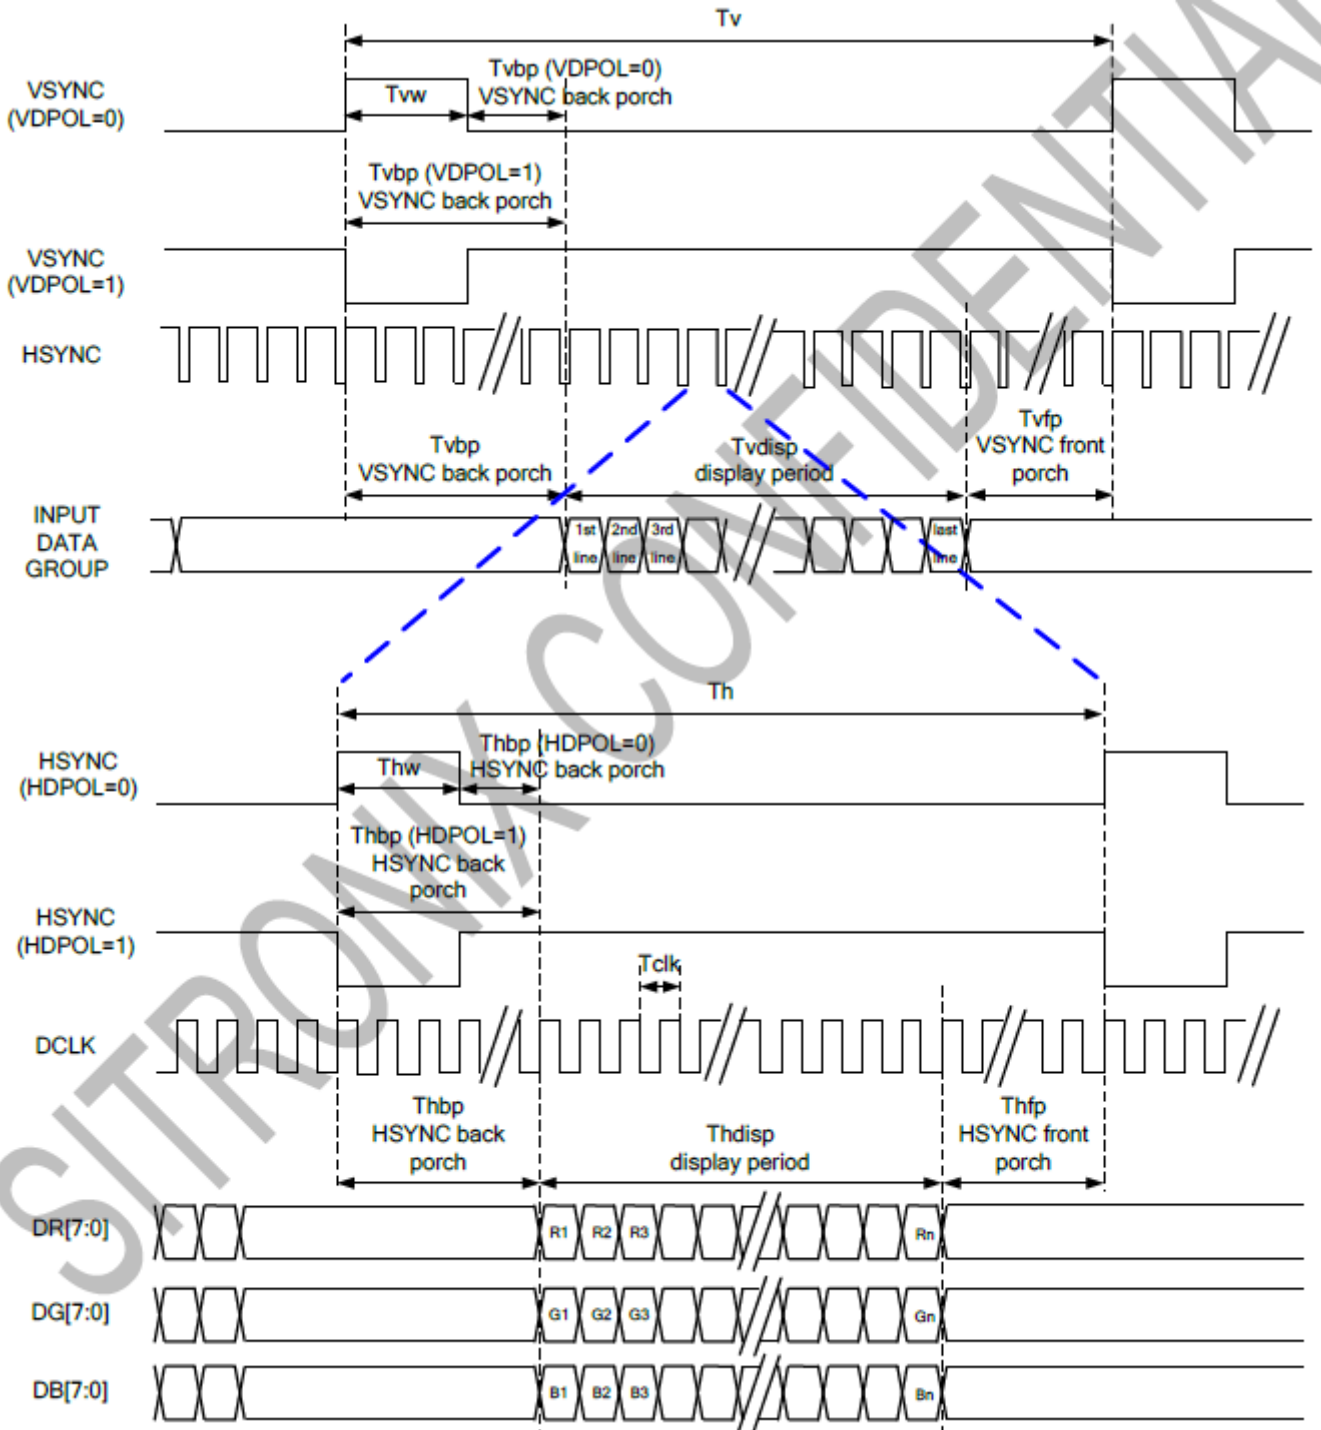 Tv
VSYNC
(VDPOL=0)
Tvw
Tvbp (VDPOL=0)
VSYNC back porch
Tvbp (VDPOL=1)
VSYNC back porch
VSYNC
(VDPOL=1)
HSYNC
Tvbp
VSYNC back porch
Tvdisp
display period
Tvfp
VSYNC front
porch
INPUT
DATA
GROUP
1st
line
2nd
line
3rd
line
last
line
Th
HSYNC
(HDPOL=0)
Thw
Thbp (HDPOL=0)
HSYNC back porch
Thbp (HDPOL=1)
HSYNC back
porch
HSYNC
(HDPOL=1)
Tclk
DCLK
Thbp
HSYNC back
porch
Thdisp
display period
Thfp
HSYNC front
porch
DR[7:0]
R1 R2 R3 Rn
DG[7:0]
G1 G2 G3 Gn
DB[7:0]
B1 B2 B3 Bn
SITRONIX CONFIDENTIAL